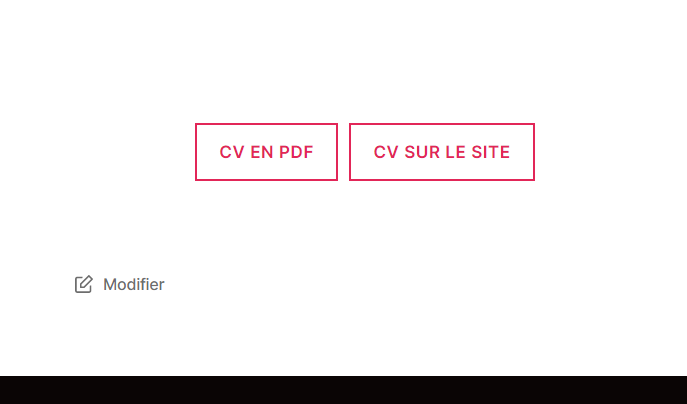 CV EN PDF CV SUR LE SITE
Modifier